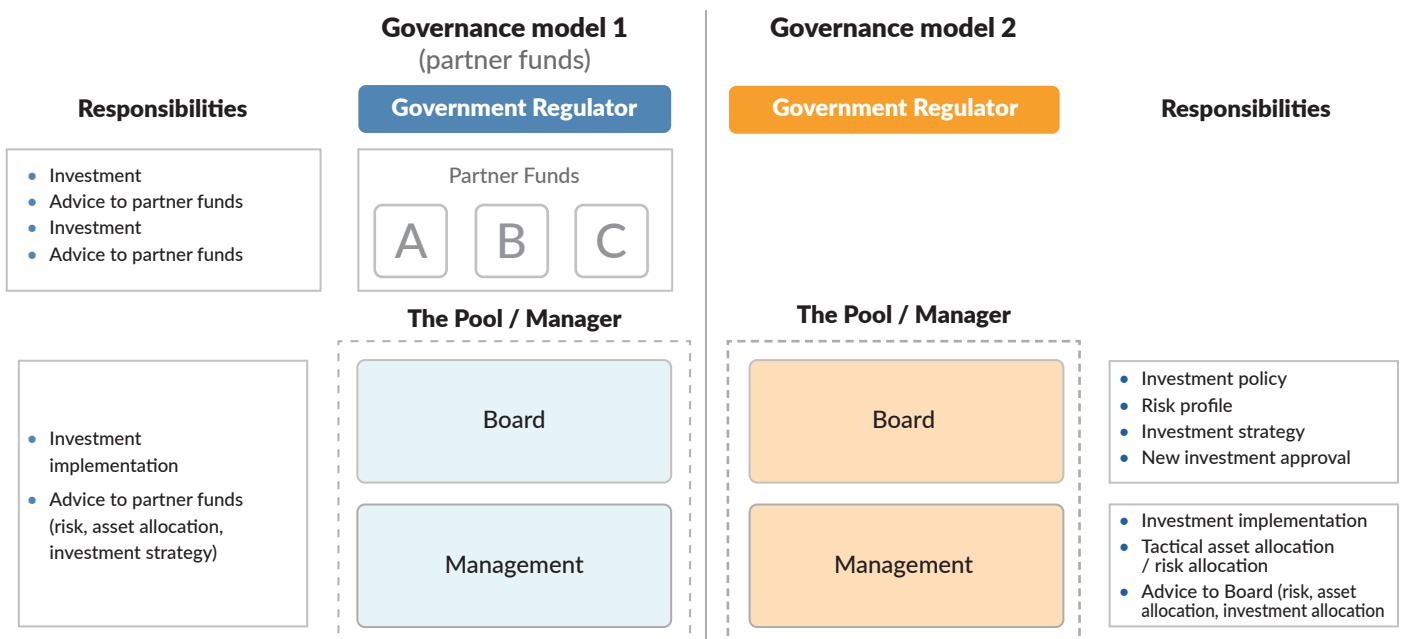 Governance model 1
(partner funds)
Responsibilities
Government Regulator
• Investment
• Advice to partner funds
• Investment
• Advice to partner funds
Partner Funds
A B C
The Pool / Manager
• Investment
implementation
• Advice to partner funds
(risk, asset allocation,
investment strategy)
Board
Management
Governance model 2
Government Regulator
Responsibilities
The Pool / Manager
Board
• Investment policy
• Risk profile
• Investment strategy
• New investment approval
Management
• Investment implementation
• Tactical asset allocation
/ risk allocation
• Advice to Board (risk, asset
allocation, investment allocation